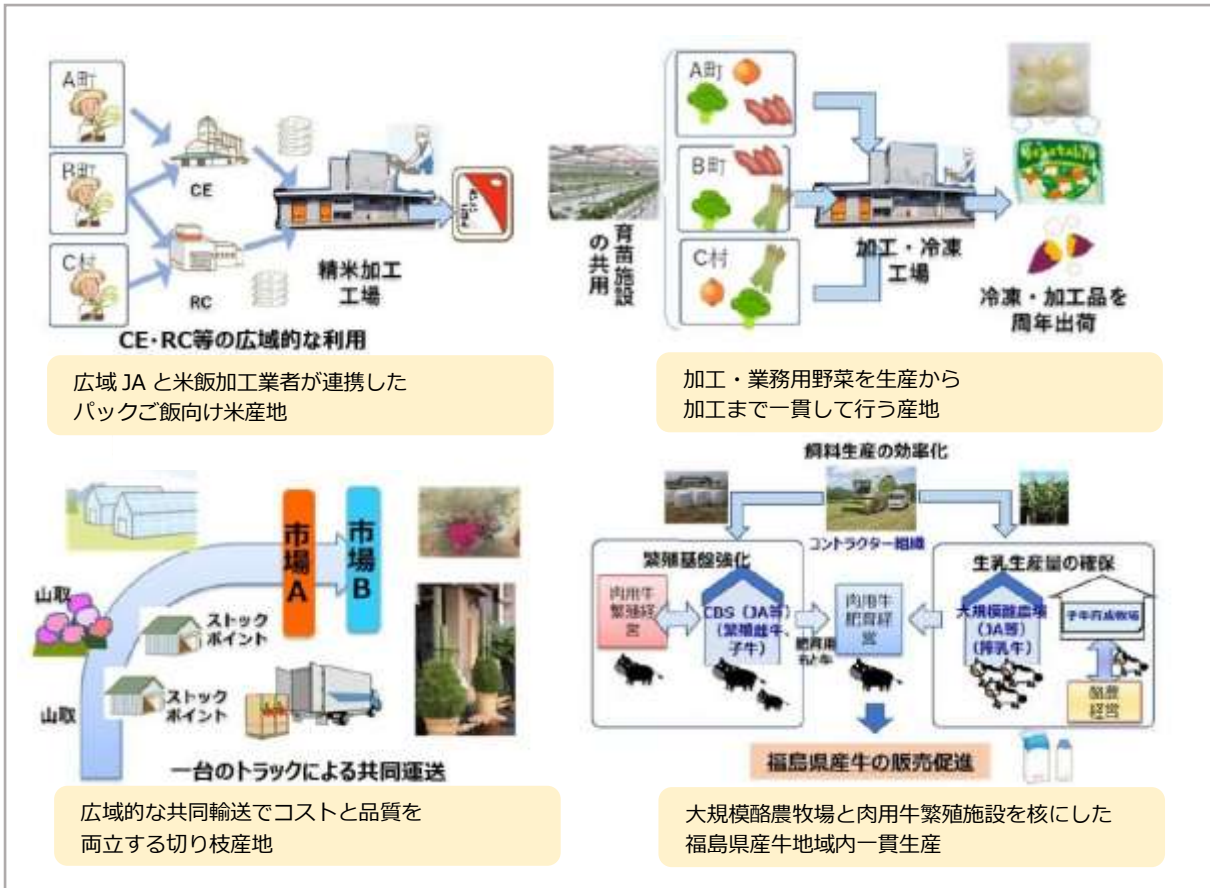 A町
B町
C村
CE
RC
精米加工
工場
CE・RC等の広域的な利用
広域 JA と米飯加工業者が連携した
パックご飯向け米産地
育苗施設
の共用
A町
B町
C村
加工・冷凍
工場
冷凍・加工品を
周年出荷
加工・業務用野菜を生産から
加工まで一貫して行う産地
山取
山取
ストック
ポイント
ストック
ポイント
市場A
市場B
一台のトラックによる共同運送
広域的な共同輸送でコストと品質を
両立する切り枝産地
飼料生産の効率化
コントラクター組織
繁殖基盤強化
肉用牛
繁殖経
営
CBS（JA等）
（繁殖雌牛、
子牛）
肥育用
もと牛
肉用牛
肥育経
営
生乳生産量の確保
大規模酪農場
（JA等）
（搾乳牛）
子牛育成牧場
酪農
経営
福島県産牛の販売促進
大規模酪農牧場と肉用牛繁殖施設を核にした
福島県産牛地域内一貫生産